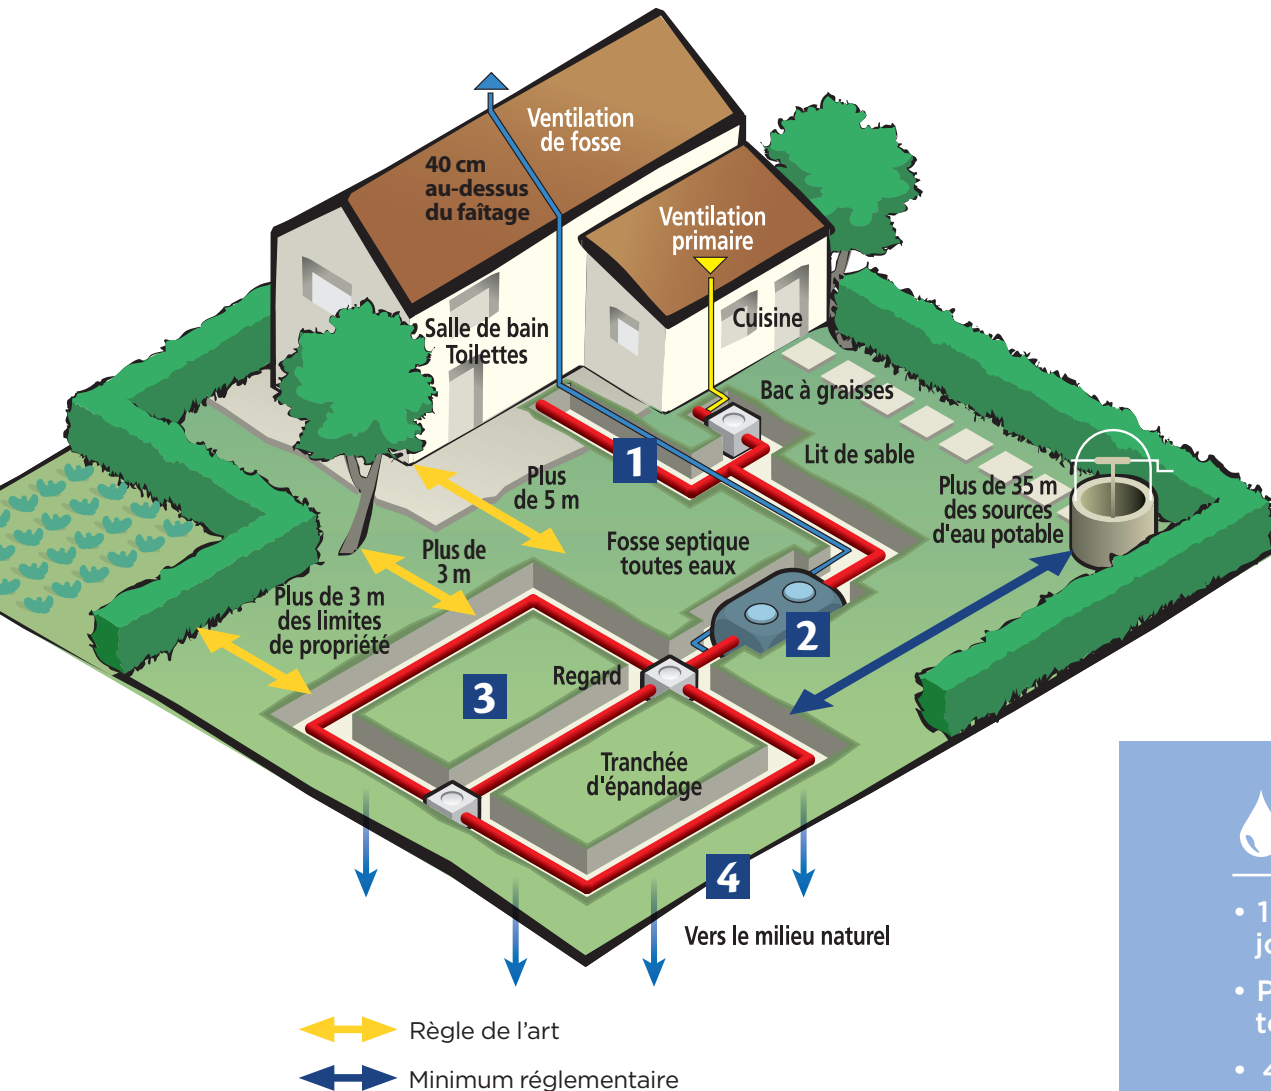 Ventilation
de fosse
40 cm
au-dessus
du faîtage
Ventilation
primaire
Salle de bain
Toilettes
Cuisine
Bac à graisses
1
Lit de sable
Plus
de 5 m
Plus de 35 m
des sources
d'eau potable
Plus de
3 m
Fosse septique
toutes eaux
Plus de 3 m
des limites
de propriété
2
Regard
3
Tranchée
d'épandage
4
Vers le milieu naturel
Règle de l’art
Minimum réglementaire
• 1
•
•